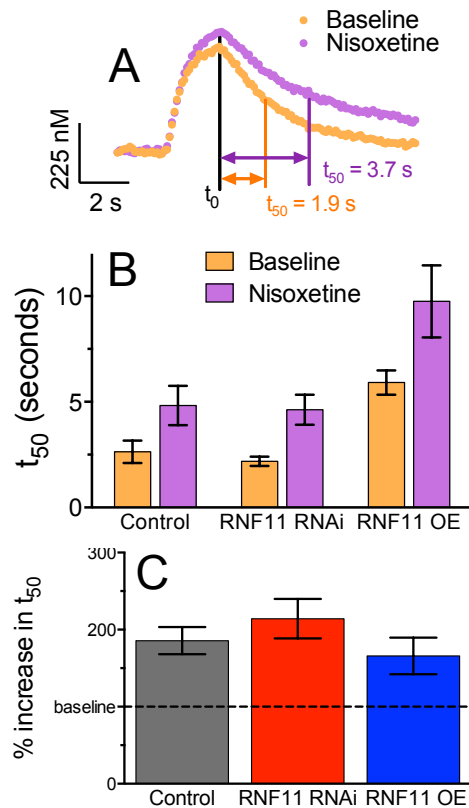 Baseline
Nisoxetine
A
225 nM
2 s
t0
t50 = 3.7 s
t50 = 1.9 s
B
Baseline
Nisoxetine
t50 (seconds)
10
5
0
Control
RNF11 RNAi
RNF11 OE
C
% increase in t50
300
200
baseline
0
Control
RNF11 RNAi
RNF11 OE